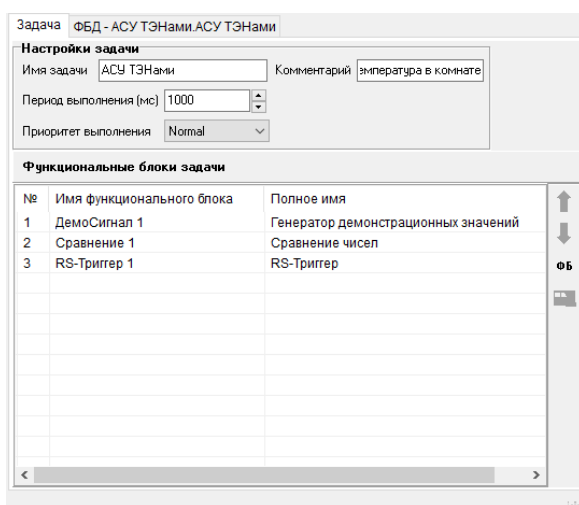 Задача ФБД - АСУ ТЭНами.АСУ ТЭНами
Настройки задачи
Имя задачи АСУ ТЭНами Комментарий емпература в комнате
Период выполнения (мс) 1000
Приоритет выполнения Normal
Функциональные блоки задачи
№ Имя функционального блока Полное имя
1 ДемоСигнал 1 Генератор демонстрационных значений
2 Сравнение 1 Сравнение чисел
3 RS-Триггер 1 RS-Триггер
ФБ